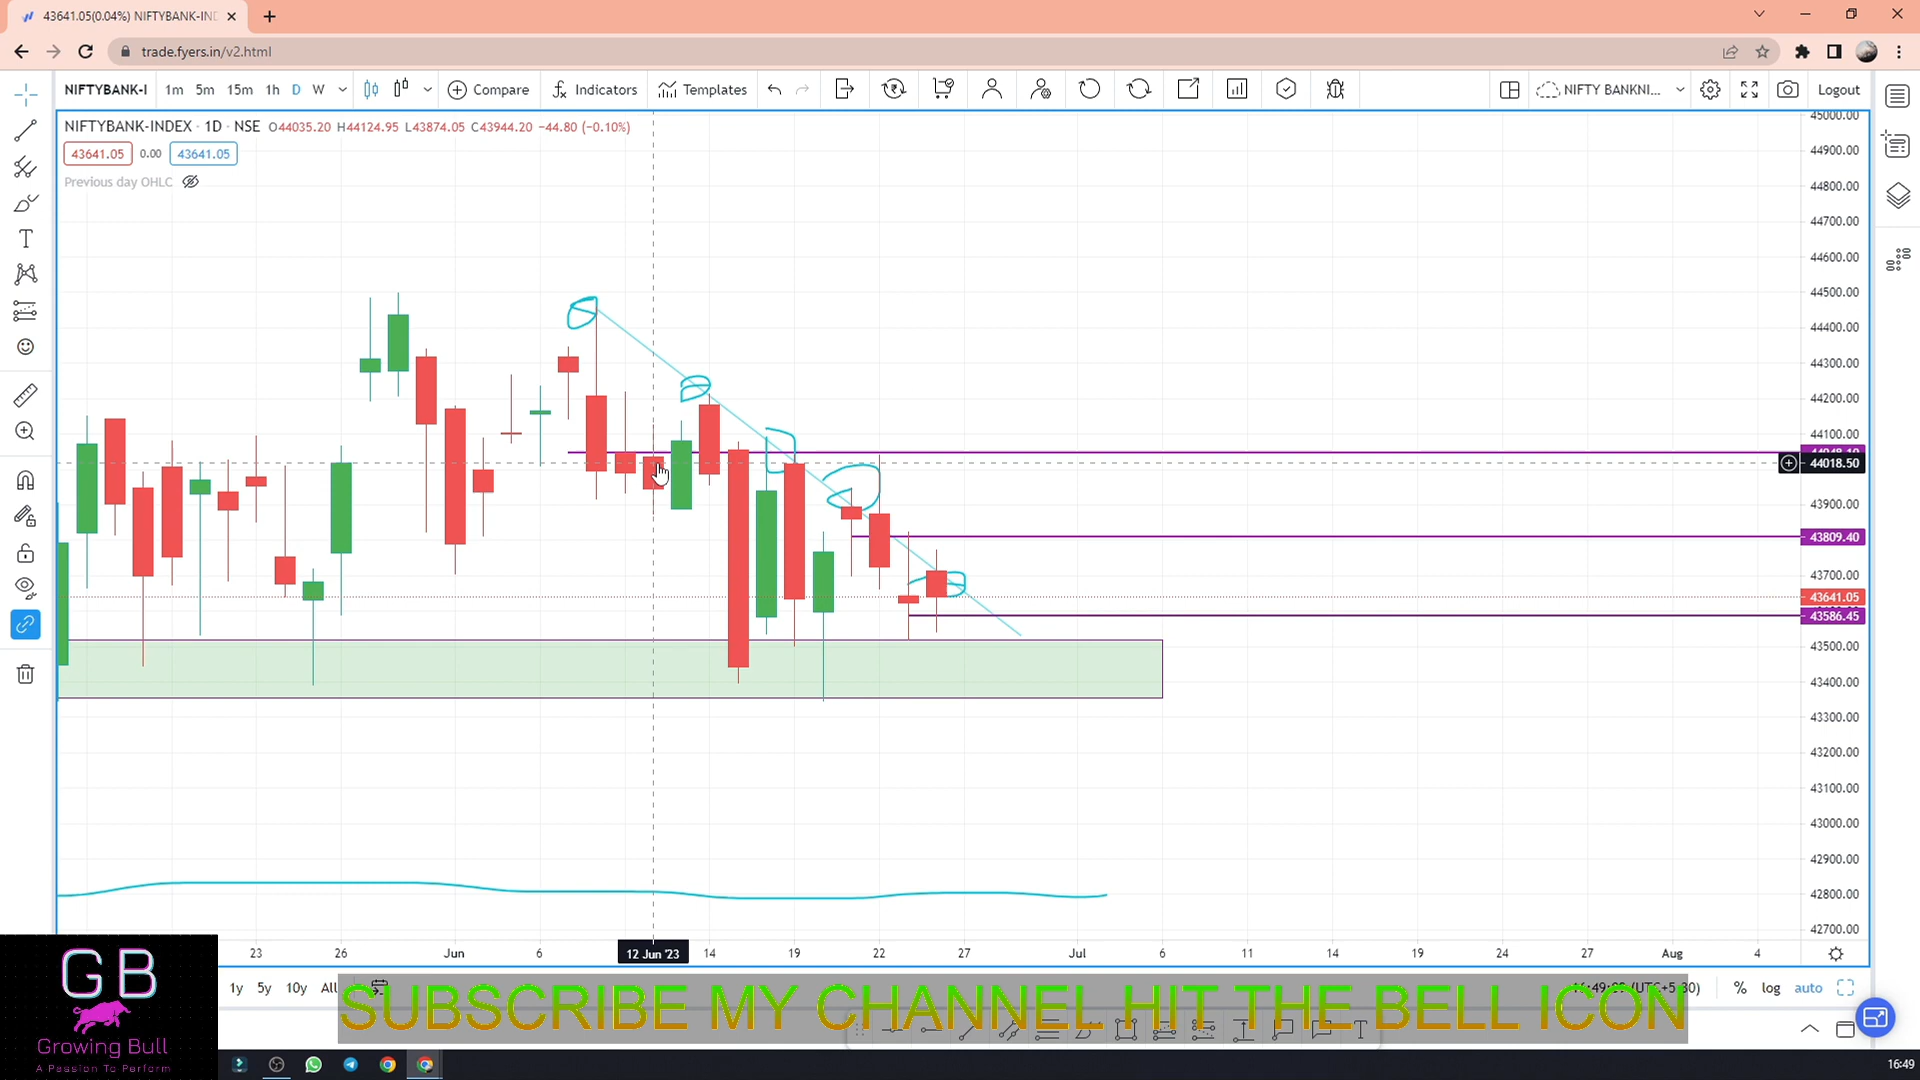 43641.05(0.04%) NIFTYBANK-IND
trade.fyers.in/v2.html
NIFTYBANK-I 1m 5m 15m 1h D W Compare Indicators Templates NIFTY BANKNI... Logout
NIFTYBANK-INDEX · 1D · NSE O44035.20 H44124.95 L43874.05 C43944.20 −44.80 (−0.10%)
43641.05 0.00 43641.05
Previous day OHLC
45000.00
44900.00
44800.00
44700.00
44600.00
44500.00
44400.00
44300.00
44200.00
44100.00
44018.50
43900.00
43809.40
43700.00
43641.05
43586.45
43500.00
43400.00
43300.00
43200.00
43100.00
43000.00
42900.00
42800.00
42700.00
23 26 Jun 6 12 Jun '23 14 19 22 27 Jul 6 11 14 19 24 27 Aug 4
1y 5y 10y All (UTC+5:30) % log auto
SUBSCRIBE MY CHANNEL HIT THE BELL ICON
GB
Growing Bull
A Passion To Perform
16:49